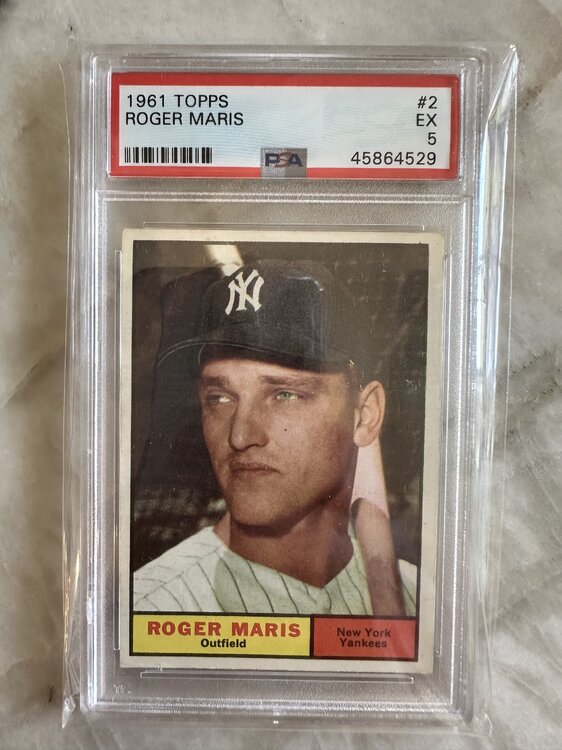 1961 TOPPS #2
ROGER MARIS EX
5
PSA 45864529
NY
ROGER MARIS
Outfield
New York
Yankees